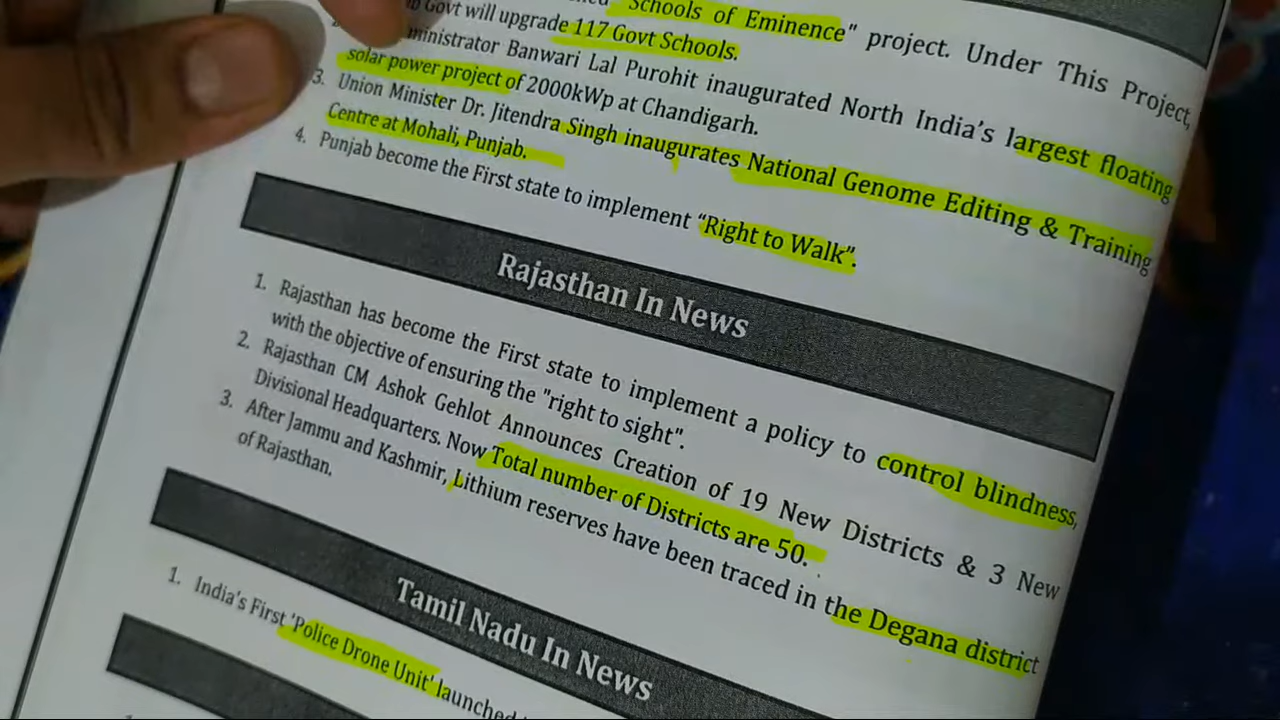 Schools of Eminence" project. Under This Project,
Govt will upgrade 117 Govt Schools.
ministrator Banwari Lal Purohit inaugurated North India's largest floating
solar power project of 2000kWp at Chandigarh.
3. Union Minister Dr. Jitendra Singh inaugurates National Genome Editing & Training
Centre at Mohali, Punjab.
4. Punjab become the First state to implement "Right to Walk".
Rajasthan In News
1. Rajasthan has become the First state to implement a policy to control blindness,
with the objective of ensuring the "right to sight".
2. Rajasthan CM Ashok Gehlot Announces Creation of 19 New Districts & 3 New
Divisional Headquarters. Now Total number of Districts are 50.
3. After Jammu and Kashmir, Lithium reserves have been traced in the Degana district
of Rajasthan.
Tamil Nadu In News
1. India's First 'Police Drone Unit' launched